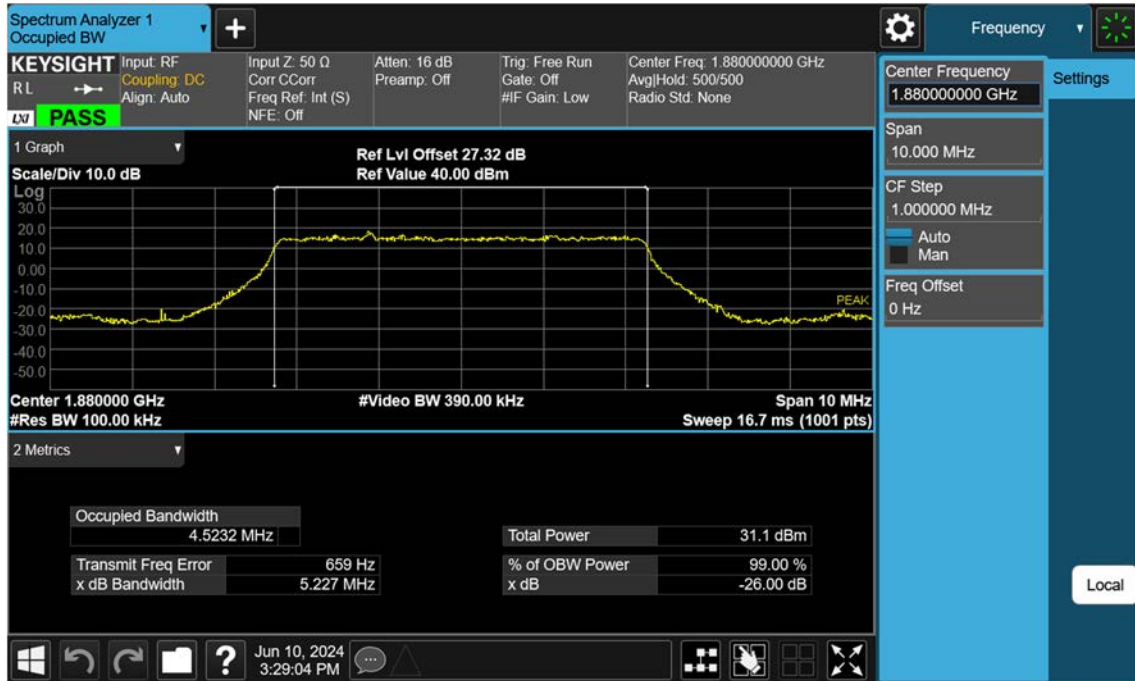 Spectrum Analyzer 1
Occupied BW
+
Frequency
KEYSIGHT
R L
LXI PASS
Input: RF
Coupling: DC
Align: Auto
Input Z: 50 Ω
Corr CCorr
Freq Ref: Int (S)
NFE: Off
Atten: 16 dB
Preamp: Off
Trig: Free Run
Gate: Off
#IF Gain: Low
Center Freq: 1.880000000 GHz
Avg|Hold: 500/500
Radio Std: None
Center Frequency
1.880000000 GHz
Settings
Span
10.000 MHz
CF Step
1.000000 MHz
Auto
Man
Freq Offset
0 Hz
Local
1 Graph
Scale/Div 10.0 dB
Ref Lvl Offset 27.32 dB
Ref Value 40.00 dBm
Log
30.0
20.0
10.0
0.00
-10.0
-20.0
-30.0
-40.0
-50.0
PEAK
Center 1.880000 GHz
#Video BW 390.00 kHz
Span 10 MHz
#Res BW 100.00 kHz
Sweep 16.7 ms (1001 pts)
2 Metrics
Occupied Bandwidth
4.5232 MHz
Total Power 31.1 dBm
Transmit Freq Error 659 Hz
% of OBW Power 99.00 %
x dB Bandwidth 5.227 MHz
x dB -26.00 dB
?
Jun 10, 2024
3:29:04 PM